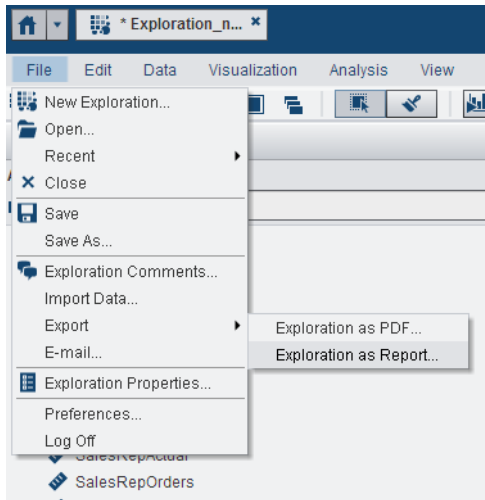 * Exploration_n... ×
File Edit Data Visualization Analysis View
New Exploration...
Open...
Recent
Close
Save
Save As...
Exploration Comments...
Import Data...
Export
Exploration as PDF...
E-mail...
Exploration as Report...
Exploration Properties...
Preferences...
Log Off
SalesRepActual
SalesRepOrders